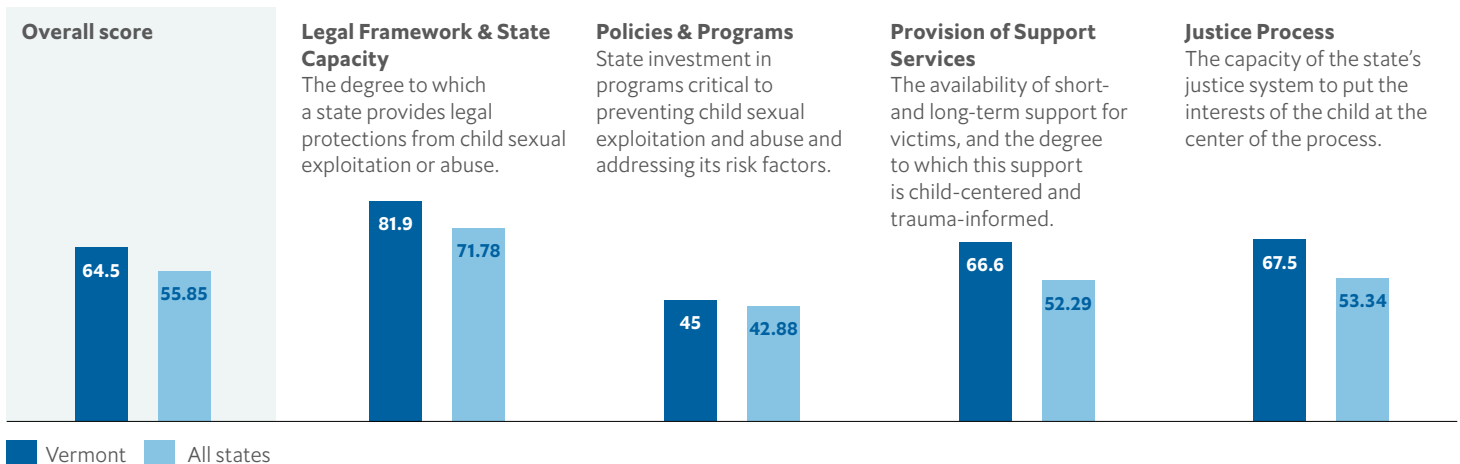 Overall score
Legal Framework & State
Capacity
The degree to which
a state provides legal
protections from child sexual
exploitation or abuse.
Policies & Programs
State investment in
programs critical to
preventing child sexual
exploitation and abuse and
addressing its risk factors.
Provision of Support
Services
The availability of short-
and long-term support for
victims, and the degree
to which this support
is child-centered and
trauma-informed.
Justice Process
The capacity of the state’s
justice system to put the
interests of the child at the
center of the process.
64.5
55.85
81.9
71.78
45
42.88
66.6
52.29
67.5
53.34
Vermont
All states